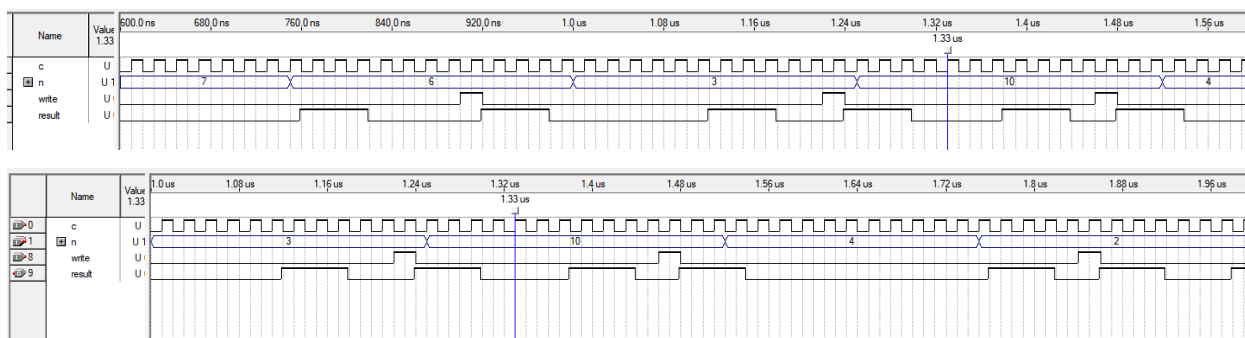 Name Value 1.33 600.0 ns 680,0 ns 760,0 ns 840,0 ns 920,0 ns 1.0 us 1.08 us 1.16 us 1.24 us 1.32 us 1.4 us 1.48 us 1.56 us
1.33 us
c U
n U 1 7 6 3 10 4
write U
result U
Name Value 1.33 1.0 us 1.08 us 1.16 us 1.24 us 1.32 us 1.4 us 1.48 us 1.56 us 1.64 us 1.72 us 1.8 us 1.88 us 1.96 us
1.33 us
0 c U
1 n U 1 3 10 4 2
8 write U
9 result U